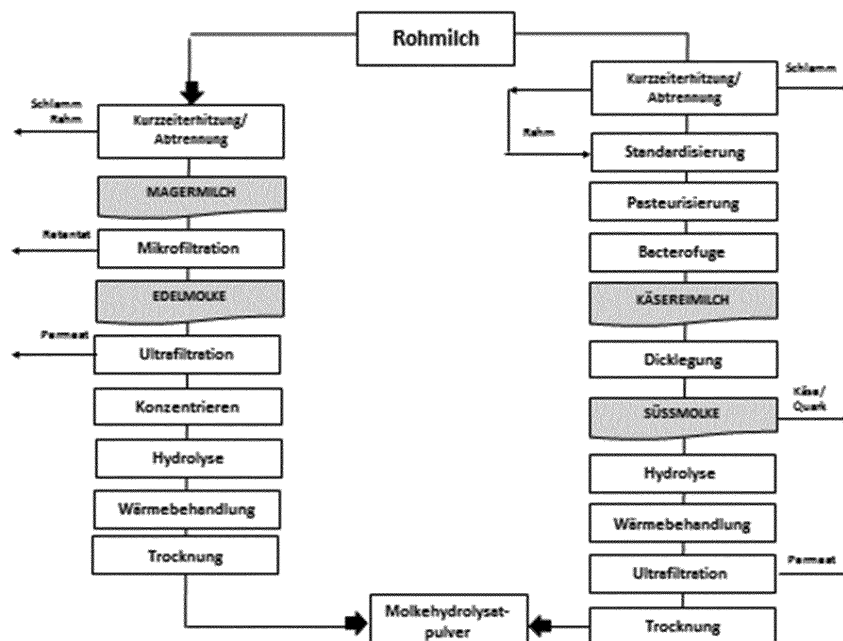 Rohmilch
Schlamm
Rahm
Kurzzeiterhitzung/
Abtrennung
MAGERMILCH
Retentat
Mikrofiltration
EDELMOLKE
Permeat
Ultrafiltration
Konzentrieren
Hydrolyse
Wärmebehandlung
Trocknung
Kurzzeiterhitzung/
Abtrennung
Schlamm
Rahm
Standardisierung
Pasteurisierung
Bacterofuge
KÄSEREIMILCH
Dicklegung
Käse/
Quark
SÜSSMOLKE
Hydrolyse
Wärmebehandlung
Permeat
Ultrafiltration
Trocknung
Molkehydrolysat-
pulver